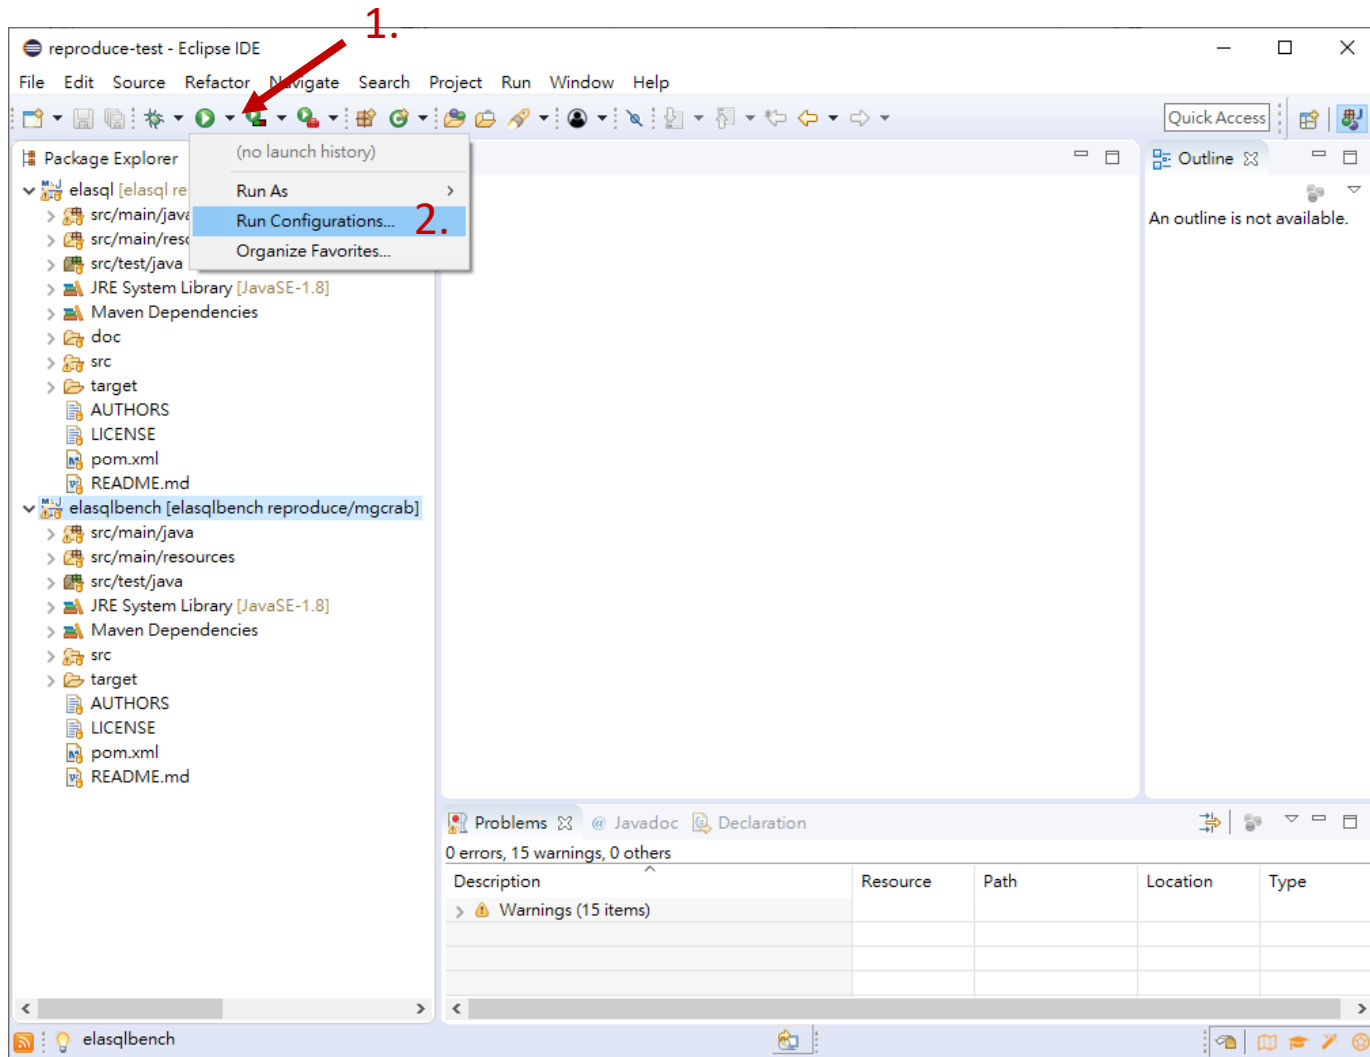 1.
reproduce-test - Eclipse IDE
File Edit Source Refactor Navigate Search Project Run Window Help
Quick Access
Package Explorer
(no launch history)
Run As
Run Configurations...
2.
Organize Favorites...
elasql [elasql re
src/main/java
src/main/reso
src/test/java
JRE System Library [JavaSE-1.8]
Maven Dependencies
doc
src
target
AUTHORS
LICENSE
pom.xml
README.md
elasqlbench [elasqlbench reproduce/mgcrab]
src/main/java
src/main/resources
src/test/java
JRE System Library [JavaSE-1.8]
Maven Dependencies
src
target
AUTHORS
LICENSE
pom.xml
README.md
Outline
An outline is not available.
Problems @ Javadoc Declaration
0 errors, 15 warnings, 0 others
Description Resource Path Location Type
Warnings (15 items)
elasqlbench